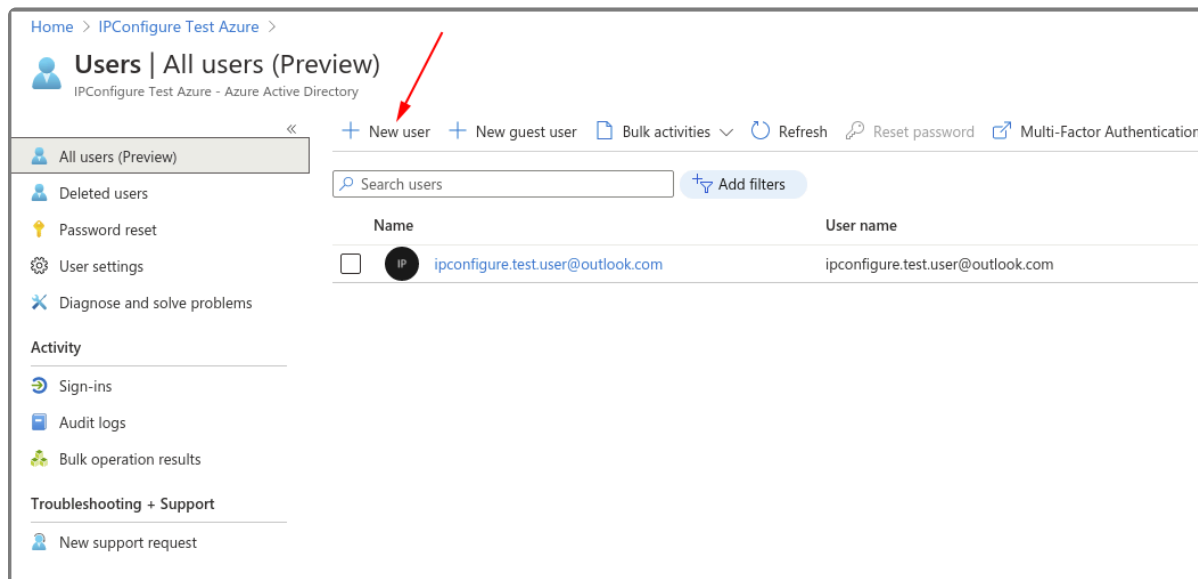 Home > IPConfigure Test Azure >
Users | All users (Preview)
IPConfigure Test Azure - Azure Active Directory
«
+ New user + New guest user Bulk activities Refresh Reset password Multi-Factor Authentication
All users (Preview)
Deleted users
Password reset
User settings
Diagnose and solve problems
Activity
Sign-ins
Audit logs
Bulk operation results
Troubleshooting + Support
New support request
Search users Add filters
Name User name
IP ipconfigure.test.user@outlook.com ipconfigure.test.user@outlook.com